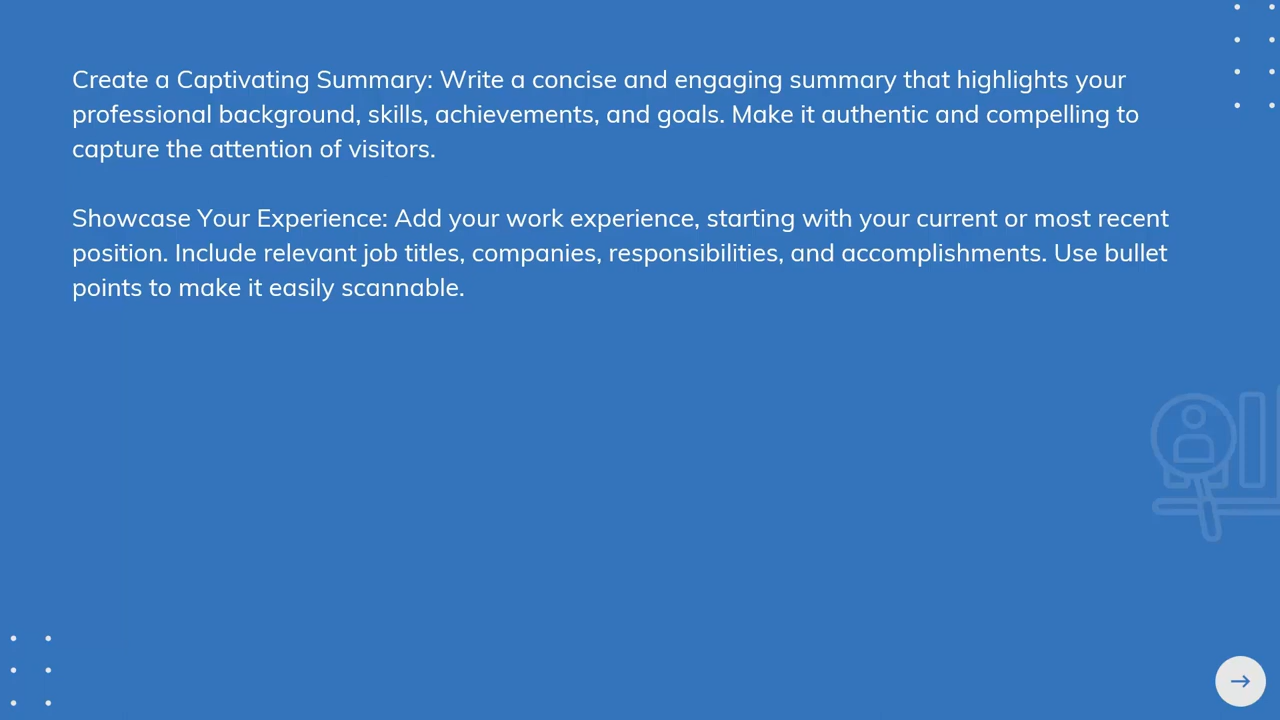 Create a Captivating Summary: Write a concise and engaging summary that highlights your
professional background, skills, achievements, and goals. Make it authentic and compelling to
capture the attention of visitors.
Showcase Your Experience: Add your work experience, starting with your current or most recent
position. Include relevant job titles, companies, responsibilities, and accomplishments. Use bullet
points to make it easily scannable.